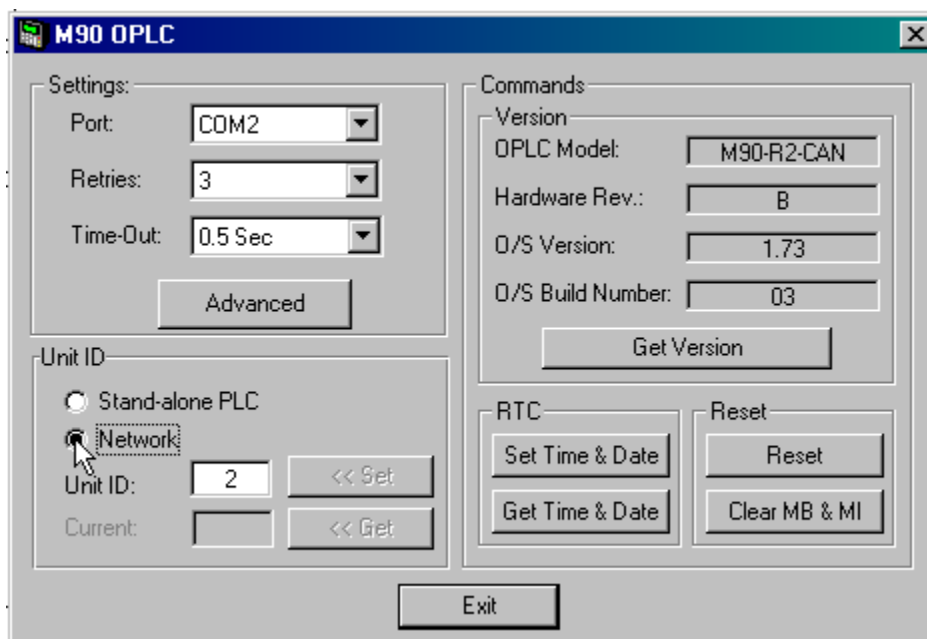 M90 OPLC
Settings:
Port: COM2
Retries: 3
Time-Out: 0.5 Sec
Advanced
Unit ID
Stand-alone PLC
Network
Unit ID: 2 << Set
Current: << Get
Commands
Version
OPLC Model: M90-R2-CAN
Hardware Rev.: B
O/S Version: 1.73
O/S Build Number: 03
Get Version
RTC
Set Time & Date
Get Time & Date
Reset
Reset
Clear MB & MI
Exit